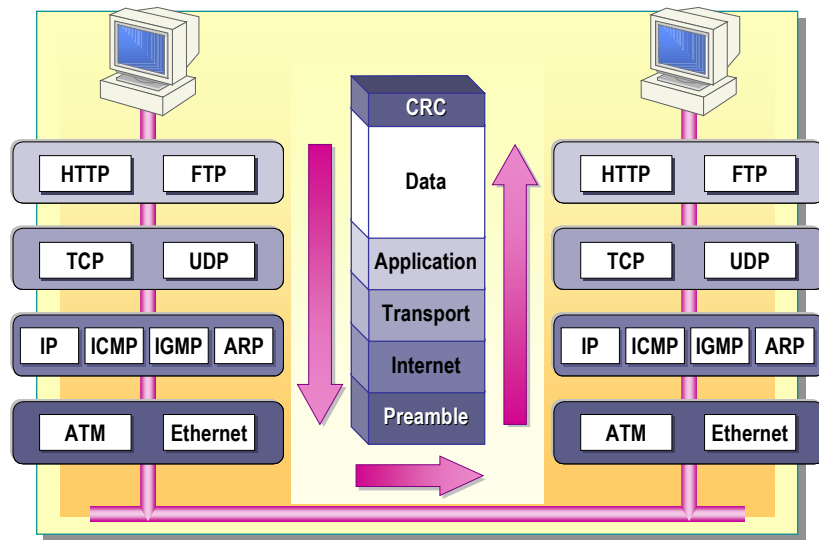 CRC
HTTP FTP
Data
HTTP FTP
TCP UDP
Application
TCP UDP
Transport
IP ICMP IGMP ARP
Internet
IP ICMP IGMP ARP
Preamble
ATM Ethernet
ATM Ethernet